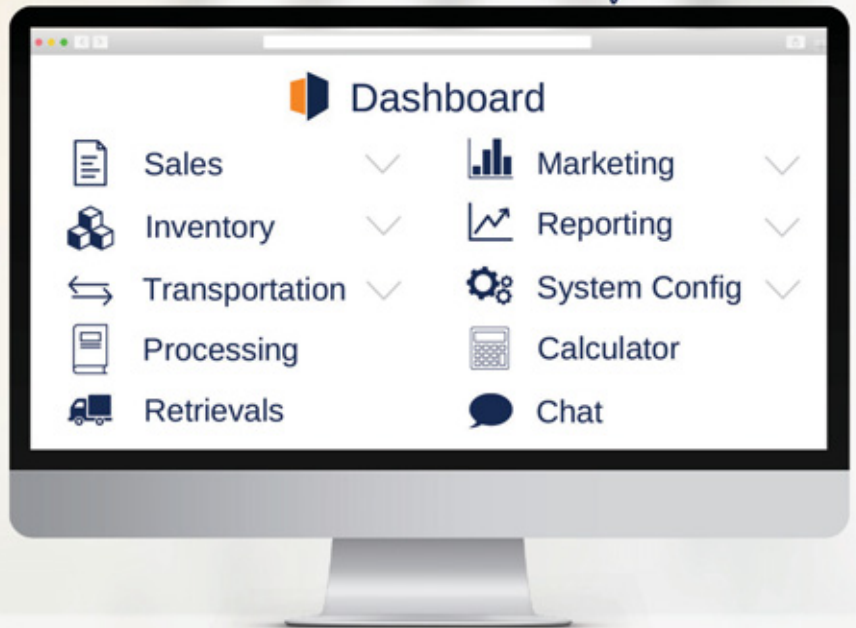 Dashboard
Sales
Inventory
Transportation
Processing
Retrievals
Marketing
Reporting
System Config
Calculator
Chat